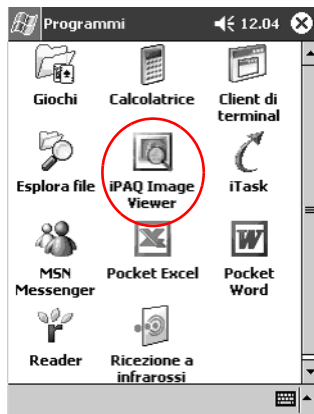 Programmi 12.04
Giochi Calcolatrice Client di
terminal
Esplora file iPAQ Image iTask
Viewer
MSN Pocket Excel Pocket
Messenger Word
Reader Ricezione a
infrarossi